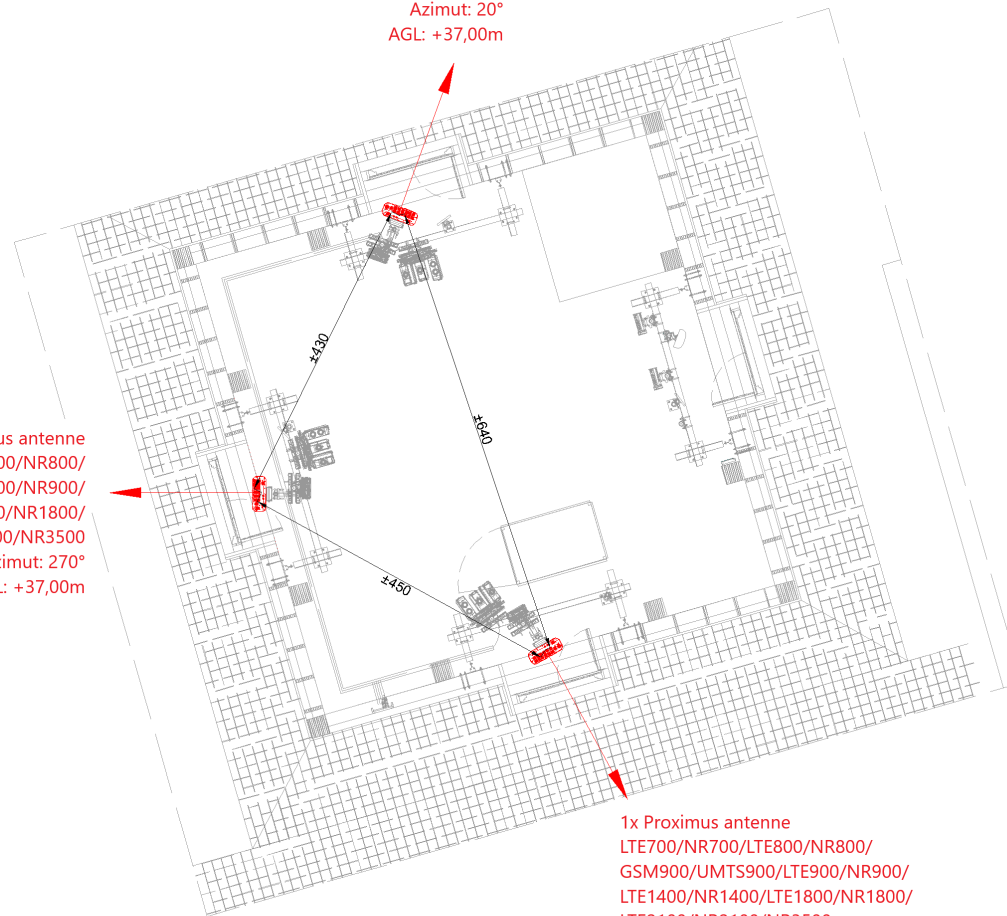 Azimut: 20°
AGL: +37,00m
±430
±640
us antenne
00/NR800/
00/NR900/
0/NR1800/
00/NR3500
zimut: 270°
L: +37,00m
±450
1x Proximus antenne
LTE700/NR700/LTE800/NR800/
GSM900/UMTS900/LTE900/NR900/
LTE1400/NR1400/LTE1800/NR1800/